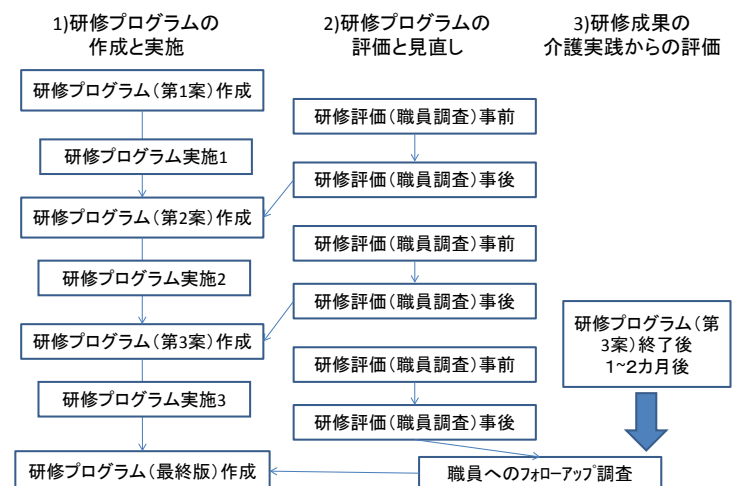 1)研修プログラムの
作成と実施
2)研修プログラムの
評価と見直し
3)研修成果の
介護実践からの評価
研修プログラム(第1案)作成
研修プログラム実施1
研修プログラム(第2案)作成
研修プログラム実施2
研修プログラム(第3案)作成
研修プログラム実施3
研修プログラム(最終版)作成
研修評価(職員調査)事前
研修評価(職員調査)事後
研修評価(職員調査)事前
研修評価(職員調査)事後
研修評価(職員調査)事前
研修評価(職員調査)事後
研修プログラム(第
3案)終了後
1~2カ月後
職員へのフォローアップ調査